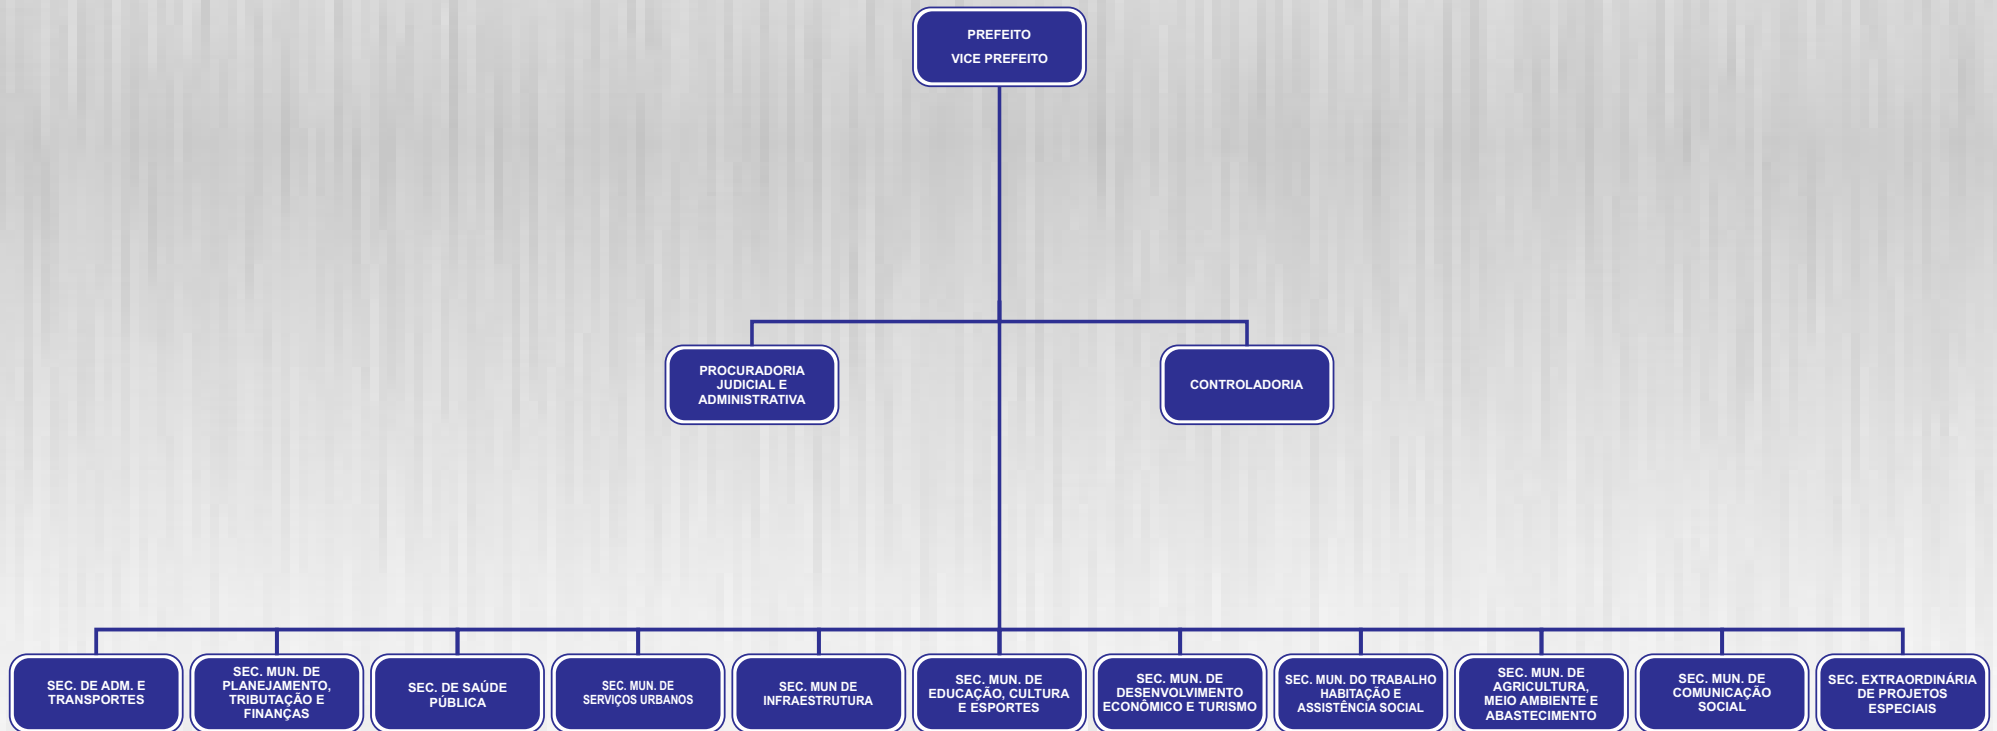 PREFEITO
VICE PREFEITO
PROCURADORIA
JUDICIAL E
ADMINISTRATIVA
CONTROLADORIA
SEC. DE ADM. E
TRANSPORTES
SEC. MUN. DE
PLANEJAMENTO,
TRIBUTAÇÃO E
FINANÇAS
SEC. DE SAÚDE
PÚBLICA
SEC. MUN. DE
SERVIÇOS URBANOS
SEC. MUN DE
INFRAESTRUTURA
SEC. MUN. DE
EDUCAÇÃO, CULTURA
E ESPORTES
SEC. MUN. DE
DESENVOLVIMENTO
ECONÔMICO E TURISMO
SEC. MUN. DO TRABALHO
HABITAÇÃO E
ASSISTÊNCIA SOCIAL
SEC. MUN. DE
AGRICULTURA,
MEIO AMBIENTE E
ABASTECIMENTO
SEC. MUN. DE
COMUNICAÇÃO
SOCIAL
SEC. EXTRAORDINÁRIA
DE PROJETOS
ESPECIAIS